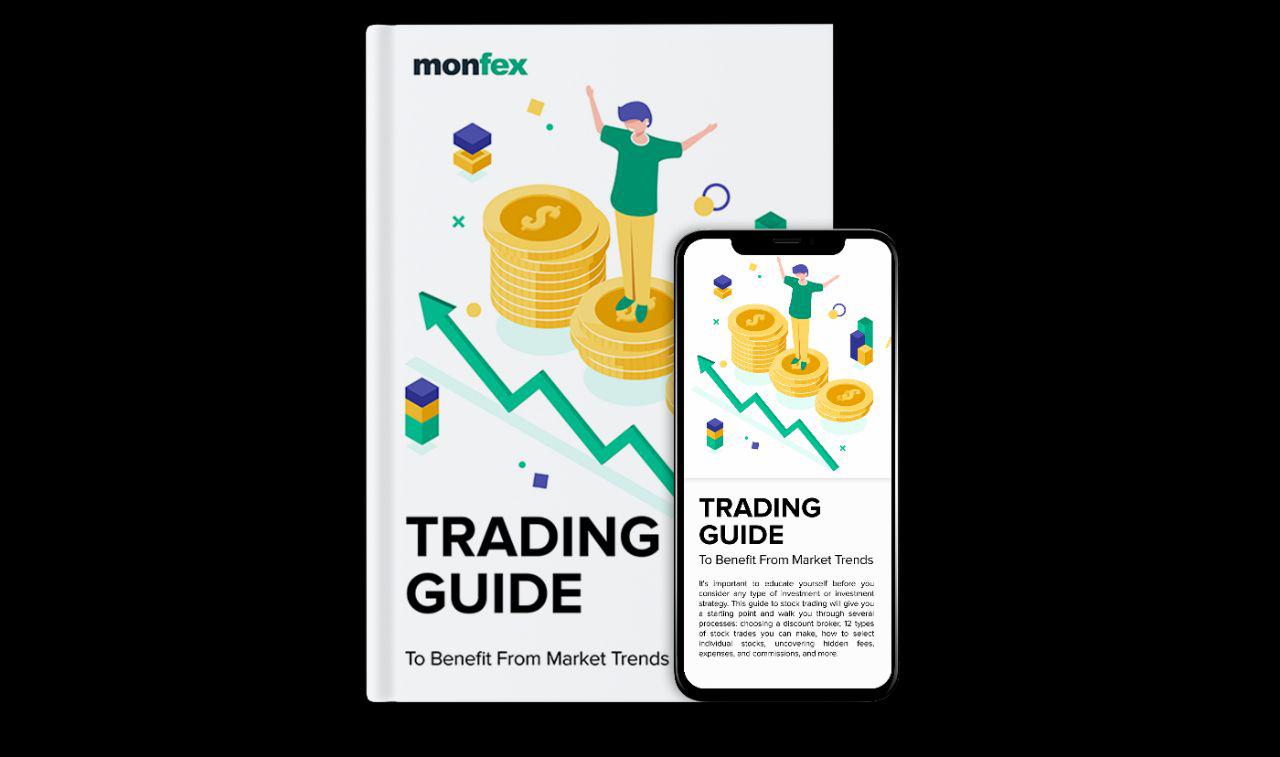 monfex
TRADING
GUIDE
To Benefit From Market Trends
TRADING
GUIDE
To Benefit From Market Trends
It's important to educate yourself before you
consider any type of investment or investment
strategy. This guide to stock trading will give you
a starting point and walk you through several
processes: choosing a discount broker, 12 types
of stock trades you can make, how to select
individual stocks, uncovering hidden fees,
expenses, and commissions, and more.